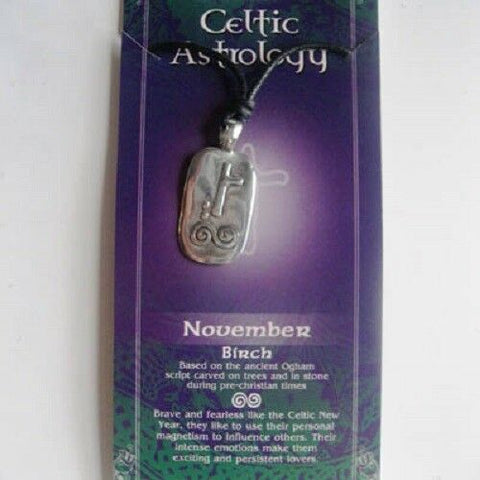 Celtic
Astrology
November
Birch
Based on the ancient Ogham
script carved on trees and in stone
during pre-christian times
Brave and fearless like the Celtic New
Year, they like to use their personal
magnetism to influence others. Their
intense emotions make them
exciting and persistent lovers.